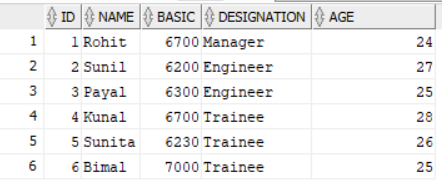 ID NAME BASIC DESIGNATION AGE
1 1 Rohit 6700 Manager 24
2 2 Sunil 6200 Engineer 27
3 3 Payal 6300 Engineer 25
4 4 Kunal 6700 Trainee 28
5 5 Sunita 6230 Trainee 26
6 6 Bimal 7000 Trainee 25